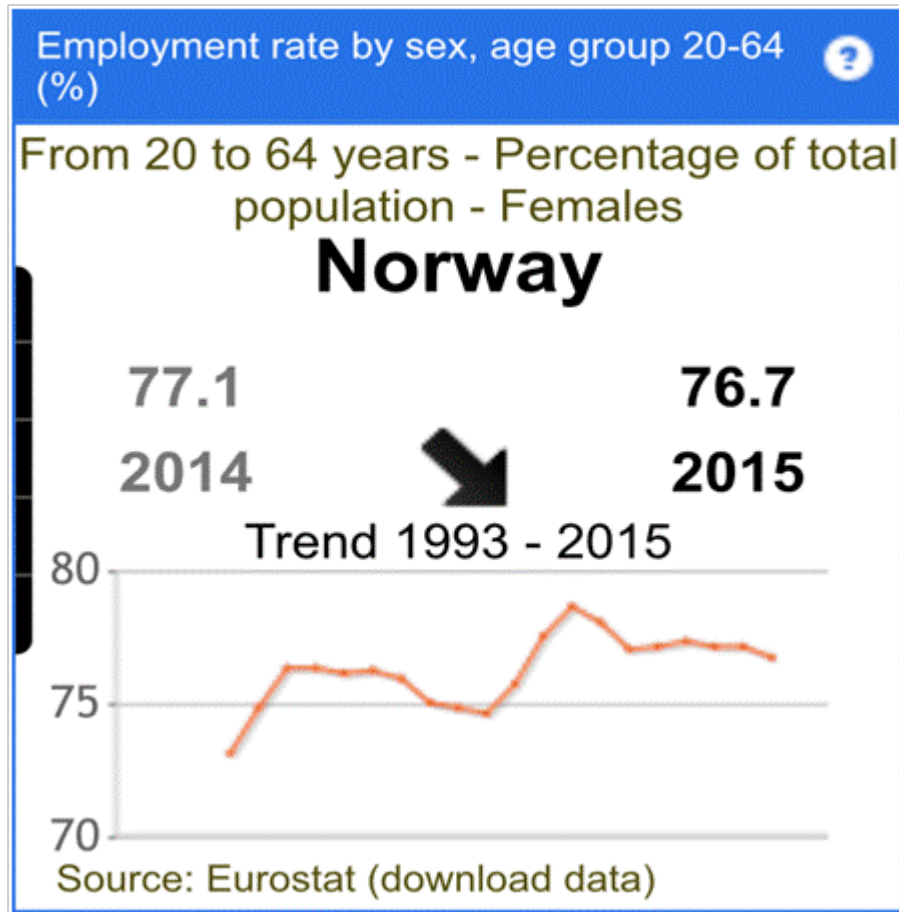 Employment rate by sex, age group 20-64
(%)
?
From 20 to 64 years - Percentage of total
population - Females
Norway
77.1
76.7
2014
2015
Trend 1993 - 2015
80
75
70
Source: Eurostat (download data)